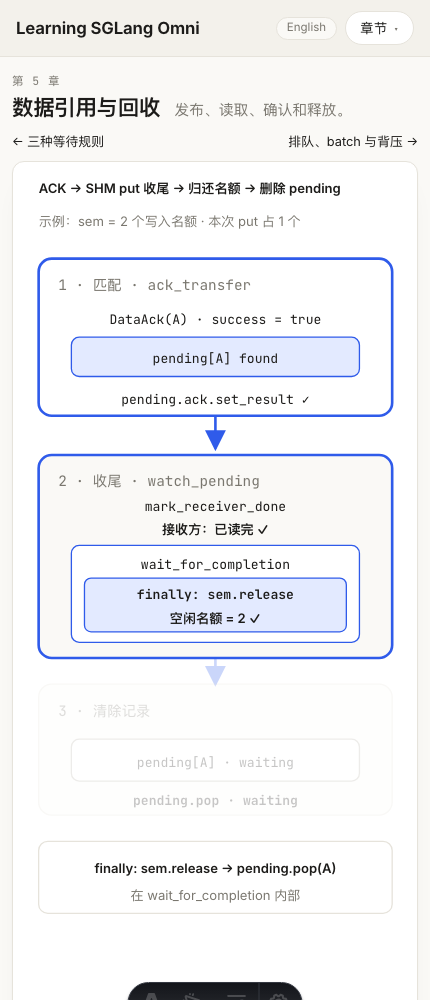 Learning SGLang Omni
English
章节 ·
第 5 章
数据引用与回收 发布、读取、确认和释放。
← 三种等待规则
排队、batch 与背压 →
ACK → SHM put 收尾 → 归还名额 → 删除 pending
示例：sem = 2 个写入名额 · 本次 put 占 1 个
1 · 匹配 · ack_transfer
DataAck(A) · success = true
pending[A] found
pending.ack.set_result ✓
2 · 收尾 · watch_pending
mark_receiver_done
接收方：已读完 ✓
wait_for_completion
finally: sem.release
空闲名额 = 2 ✓
3 · 清除记录
pending[A] · waiting
pending.pop · waiting
finally: sem.release → pending.pop(A)
在 wait_for_completion 内部